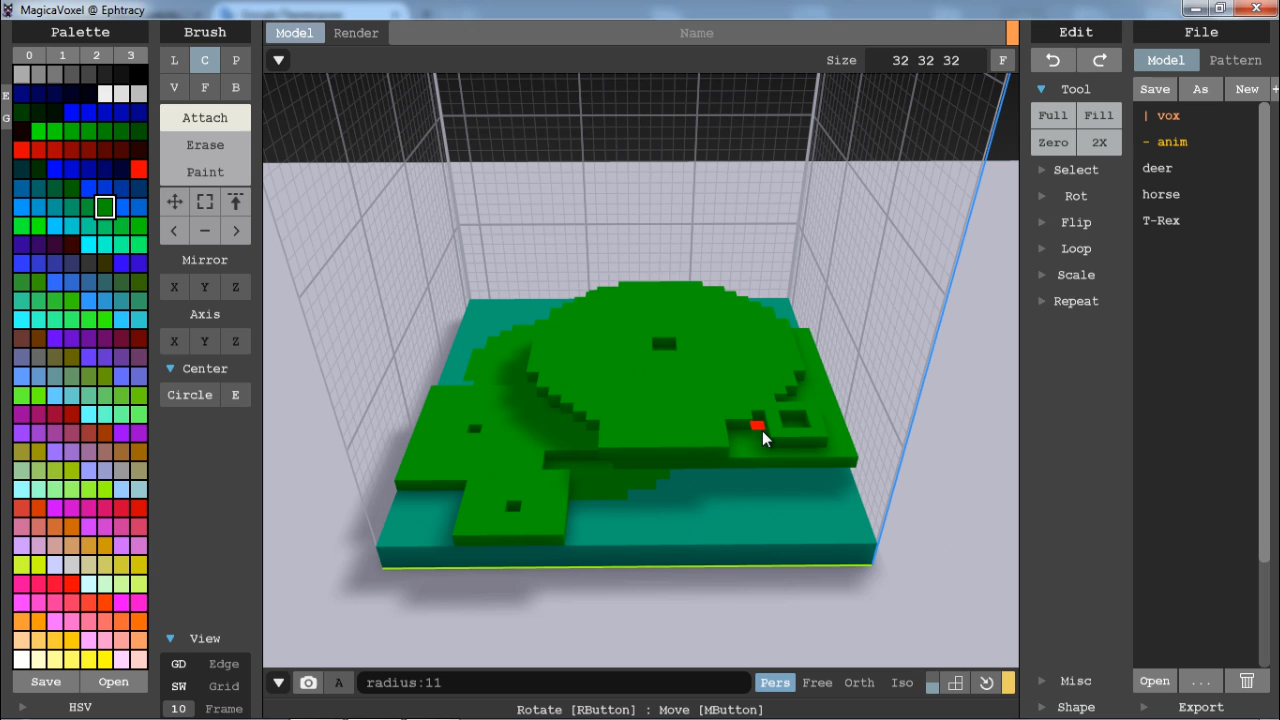 MagicaVoxel @ Ephtracy
Palette
Brush
Model
Render
Name
Edit
File
0
1
2
3
L
C
P
Size
32 32 32
F
Model
Pattern
V
F
B
Tool
Save
As
New
+
E
G
Attach
Full
Fill
| vox
Erase
Zero
2X
- anim
Paint
Select
deer
Rot
horse
<
-
>
Flip
T-Rex
Mirror
Loop
X
Y
Z
Scale
Axis
Repeat
X
Y
Z
Center
Circle
E
View
GD
Edge
Save
Open
SW
Grid
A
radius:11
Pers
Free
Orth
Iso
Misc
Open
...
HSV
10
Frame
Rotate [RButton] : Move [MButton]
Shape
Export